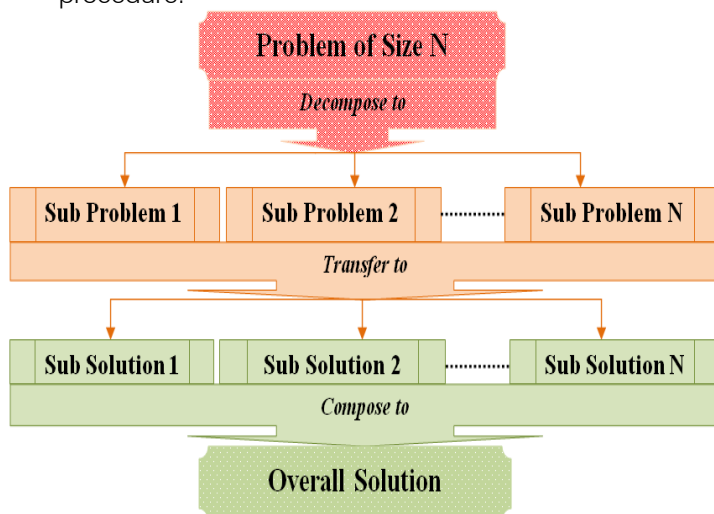 procedure.
Problem of Size N
Decompose to
Sub Problem 1 Sub Problem 2 Sub Problem N
Transfer to
Sub Solution 1 Sub Solution 2 Sub Solution N
Compose to
Overall Solution